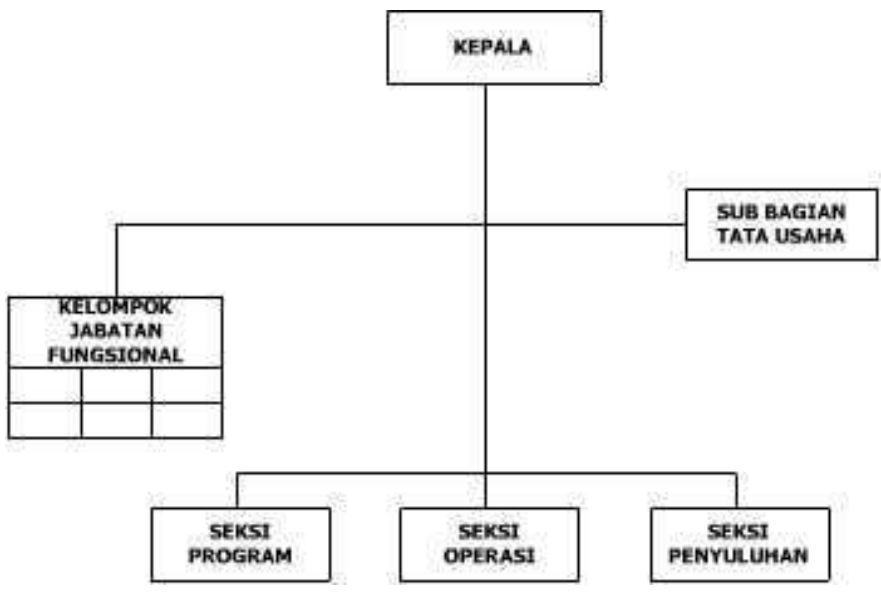 KEPALA
SUB BAGIAN
TATA USAHA
KELOMPOK
JABATAN
FUNGSIONAL
SEKSI
PROGRAM
SEKSI
OPERASI
SEKSI
PENYULUHAN